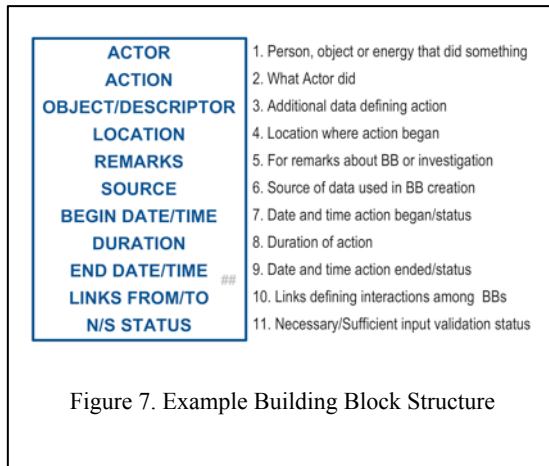 ACTOR 1. Person, object or energy that did something
ACTION 2. What Actor did
OBJECT/DESCRIPTOR 3. Additional data defining action
LOCATION 4. Location where action began
REMARKS 5. For remarks about BB or investigation
SOURCE 6. Source of data used in BB creation
BEGIN DATE/TIME 7. Date and time action began/status
DURATION 8. Duration of action
END DATE/TIME ## 9. Date and time action ended/status
LINKS FROM/TO 10. Links defining interactions among BBs
N/S STATUS 11. Necessary/Sufficient input validation status
Figure 7. Example Building Block Structure